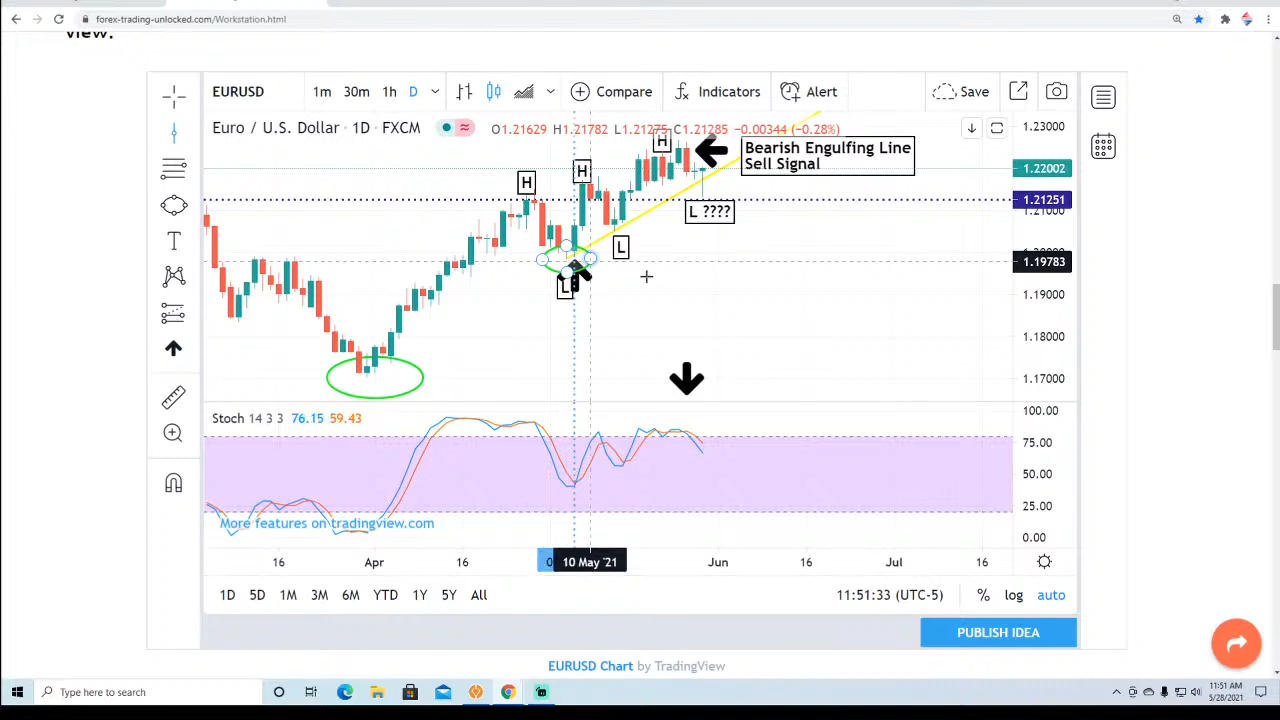 forex-trading-unlocked.com/Workstation.html
view.
EURUSD 1m 30m 1h D Compare Indicators Alert Save
Euro / U.S. Dollar · 1D · FXCM O1.21629 H1.21782 L1.21275 C1.21285 −0.00344 (−0.28%)
1.23000
H
Bearish Engulfing Line
Sell Signal
H
H
1.22002
1.21251
L ????
1.21000
L
1.19783
L
1.19000
1.18000
1.17000
Stoch 14 3 3 76.15 59.43
100.00
75.00
50.00
25.00
More features on tradingview.com
0.00
16 Apr 16 10 May '21 Jun 16 Jul 16
1D 5D 1M 3M 6M YTD 1Y 5Y All 11:51:33 (UTC-5) % log auto
PUBLISH IDEA
EURUSD Chart by TradingView
Type here to search
11:51 AM
5/28/2021